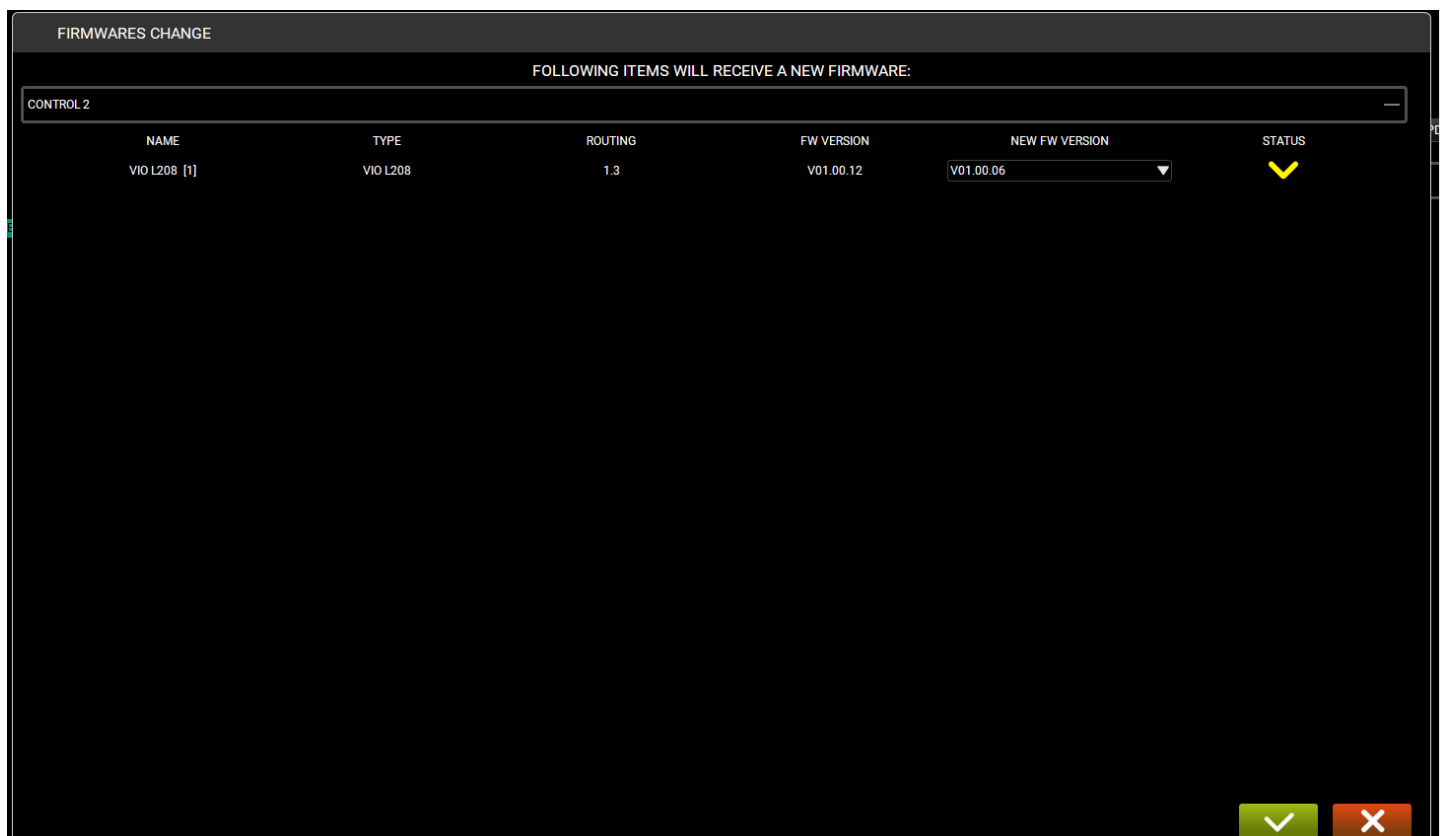 FIRMWARES CHANGE
FOLLOWING ITEMS WILL RECEIVE A NEW FIRMWARE:
CONTROL 2
NAME TYPE ROUTING FW VERSION NEW FW VERSION STATUS
VIO L208 [1] VIO L208 1.3 V01.00.12 V01.00.06